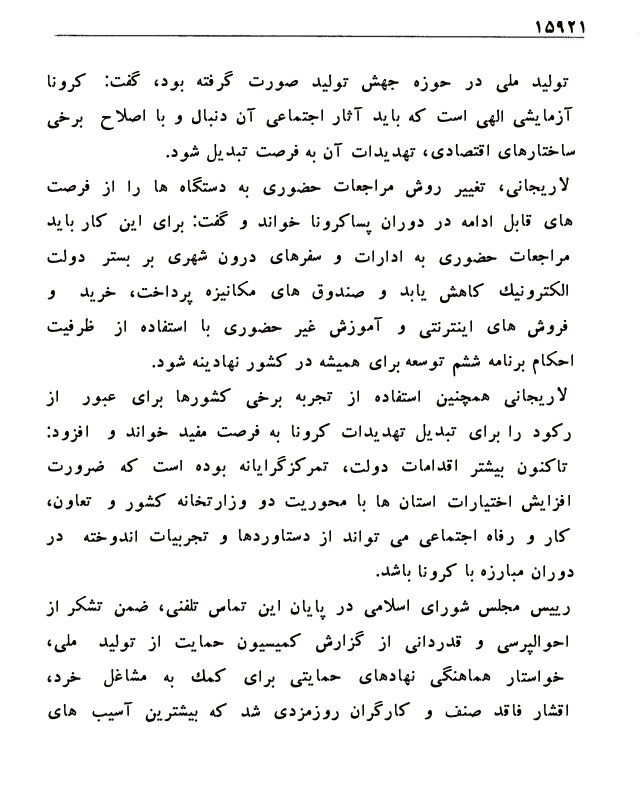 ۱۵۹۲۱
تولید ملی در حوزه جهش تولید صورت گرفته بود، گفت: کرونا
آزمایشی الهی است که باید آثار اجتماعی آن دنبال و با اصلاح برخی
ساختارهای اقتصادی، تهدیدات آن به فرصت تبدیل شود.
لاریجانی، تغییر روش مراجعات حضوری به دستگاه ها را از فرصت
های قابل ادامه در دوران پساکرونا خواند و گفت: برای این کار باید
مراجعات حضوری به ادارات و سفرهای درون شهری بر بستر دولت
الکترونیك کاهش یابد و صندوق های مکانیزه پرداخت، خرید و
فروش های اینترنتی و آموزش غیر حضوری با استفاده از ظرفیت
احکام برنامه ششم توسعه برای همیشه در کشور نهادینه شود.
لاریجانی همچنین استفاده از تجربه برخی کشورها برای عبور از
رکود را برای تبدیل تهدیدات کرونا به فرصت مفید خواند و افزود:
تاکنون بیشتر اقدامات دولت، تمرکزگرایانه بوده است که ضرورت
افزایش اختیارات استان ها با محوریت دو وزارتخانه کشور و تعاون،
کار و رفاه اجتماعی می تواند از دستاوردها و تجربیات اندوخته در
دوران مبارزه با کرونا باشد.
رییس مجلس شورای اسلامی در پایان این تماس تلفنی، ضمن تشکر از
احوالپرسی و قدردانی از گزارش کمیسیون حمایت از تولید ملی،
خواستار هماهنگی نهادهای حمایتی برای کمك به مشاغل خرد،
اقشار فاقد صنف و کارگران روزمزدی شد که بیشترین آسیب های